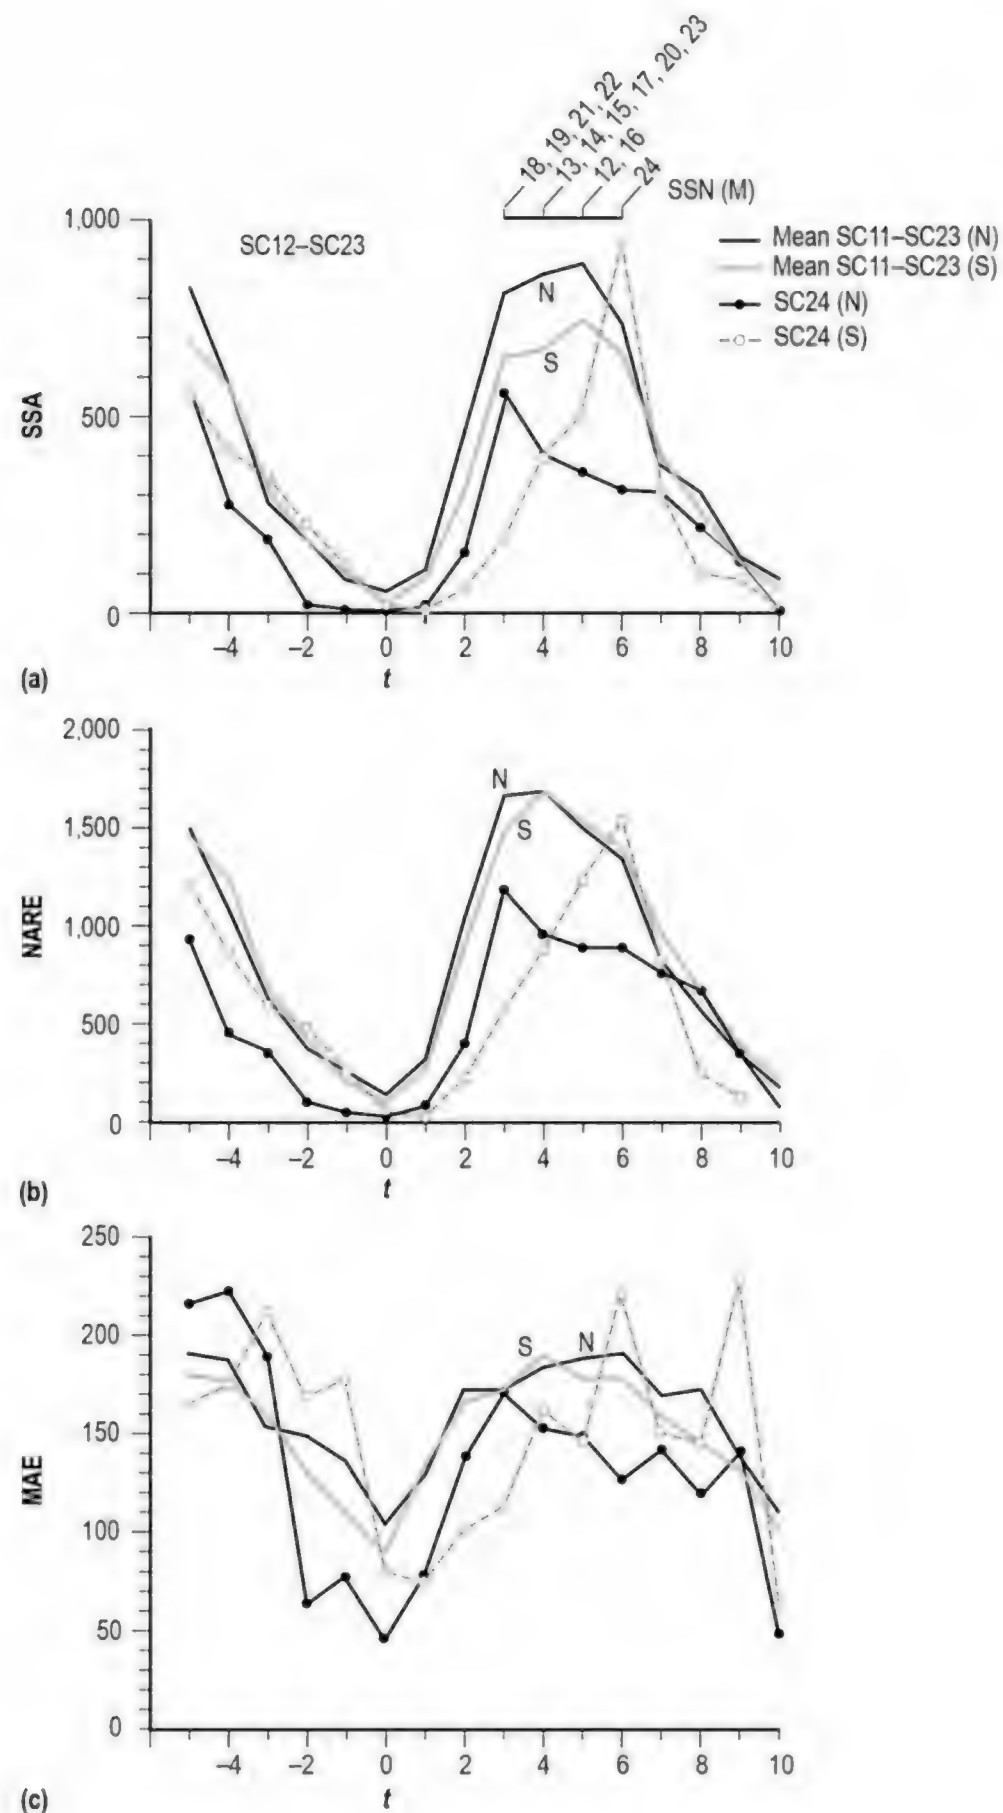 18, 19, 21, 22
13, 14, 15, 17, 20, 23
12, 16
24
SSN (M)
1,000
SC12–SC23
Mean SC11–SC23 (N)
Mean SC11–SC23 (S)
SC24 (N)
SC24 (S)
N
S
SSA
500
0
–4 –2 0 2 4 6 8 10
(a) t
2,000
N
1,500
S
NARE
1,000
500
0
–4 –2 0 2 4 6 8 10
(b) t
250
200
S N
150
MAE
100
50
0
–4 –2 0 2 4 6 8 10
(c) t